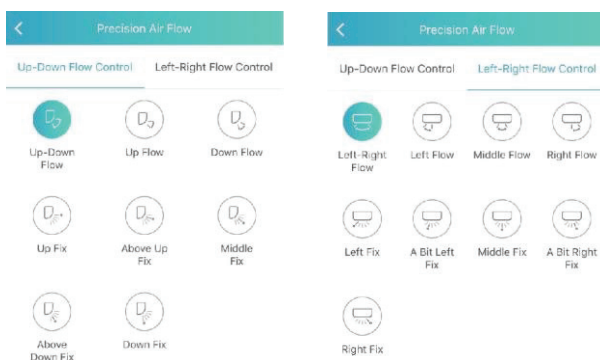 Precision Air Flow
Up-Down Flow Control Left-Right Flow Control
Up-Down
Flow
Up Flow
Down Flow
Up Fix
Above Up
Fix
Middle
Fix
Above
Down Fix
Down Fix
Precision Air Flow
Up-Down Flow Control Left-Right Flow Control
Left-Right
Flow
Left Flow
Middle Flow
Right Flow
Left Fix
A Bit Left
Fix
Middle Fix
A Bit Right
Fix
Right Fix